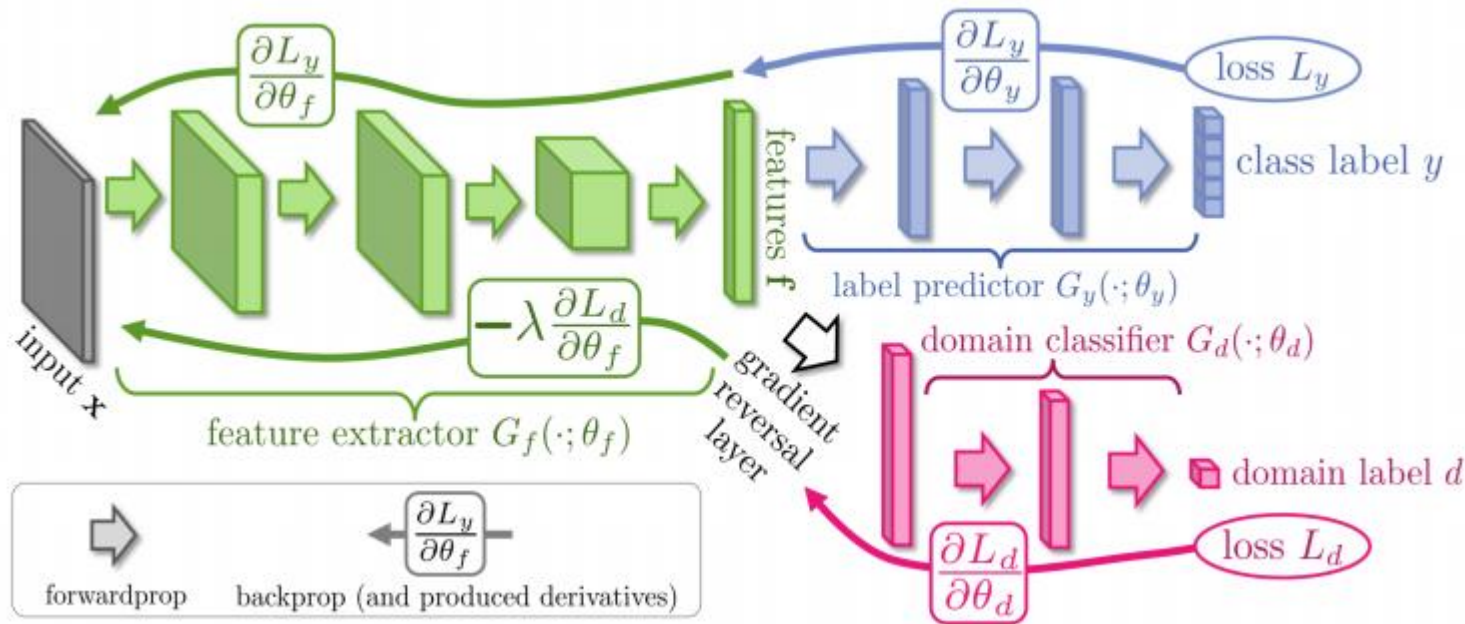 ∂L_y/∂θ_f
∂L_y/∂θ_y
loss L_y
features f
class label y
label predictor G_y(·; θ_y)
input x
−λ ∂L_d/∂θ_f
feature extractor G_f(·; θ_f)
gradient
reversal
layer
domain classifier G_d(·; θ_d)
domain label d
∂L_d/∂θ_d
loss L_d
forwardprop
∂L_y/∂θ_f
backprop (and produced derivatives)